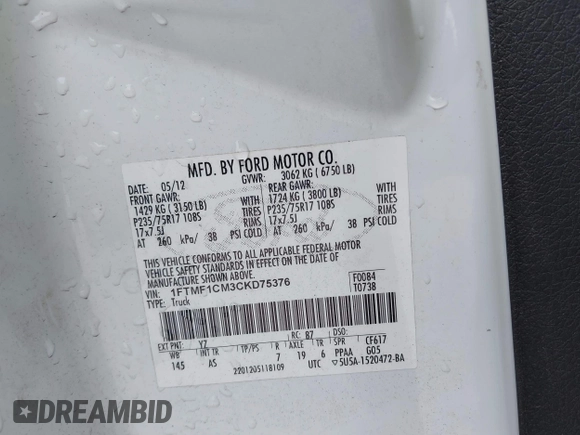 MFD. BY FORD MOTOR CO.
DATE: 05/12 GVWR: 3062 KG ( 6750 LB)
FRONT GAWR: REAR GAWR:
1429 KG ( 3150 LB) WITH 1724 KG ( 3800 LB) WITH
P235/75R17 108S TIRES P235/75R17 108S TIRES
17x7.5J RIMS 17x7.5J RIMS
AT 260 kPa/ 38 PSI COLD AT 260 kPa/ 38 PSI COLD
THIS VEHICLE CONFORMS TO ALL APPLICABLE FEDERAL MOTOR
VEHICLE SAFETY STANDARDS IN EFFECT ON THE DATE OF
MANUFACTURE SHOWN ABOVE.
VIN: 1FTMF1CM3CKD75376 F0084
TYPE: Truck T0738
EXT PNT: YZ RC: 87 DSO:
WB INT TR TP/PS R AXLE TR SPR CF617
145 AS 7 19 6 PPAA G05
2201205118109 UTC ▽5U5A-1520472-BA
DREAMBID